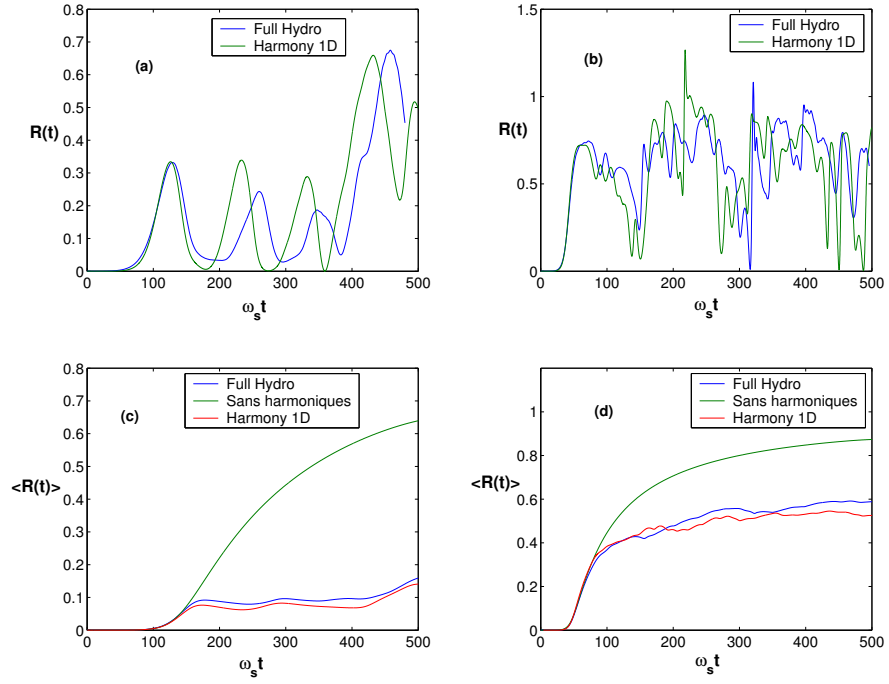 Full Hydro
Harmony 1D
(a)
R(t)
0.8
0.7
0.6
0.5
0.4
0.3
0.2
0.1
0
0 100 200 300 400 500
ω_s t
Full Hydro
Harmony 1D
(b)
R(t)
1.5
1
0.5
0
0 100 200 300 400 500
ω_s t
Full Hydro
Sans harmoniques
Harmony 1D
(c)
<R(t)>
0.8
0.7
0.6
0.5
0.4
0.3
0.2
0.1
0
0 100 200 300 400 500
ω_s t
Full Hydro
Sans harmoniques
Harmony 1D
(d)
<R(t)>
1
0.8
0.6
0.4
0.2
0
0 100 200 300 400 500
ω_s t